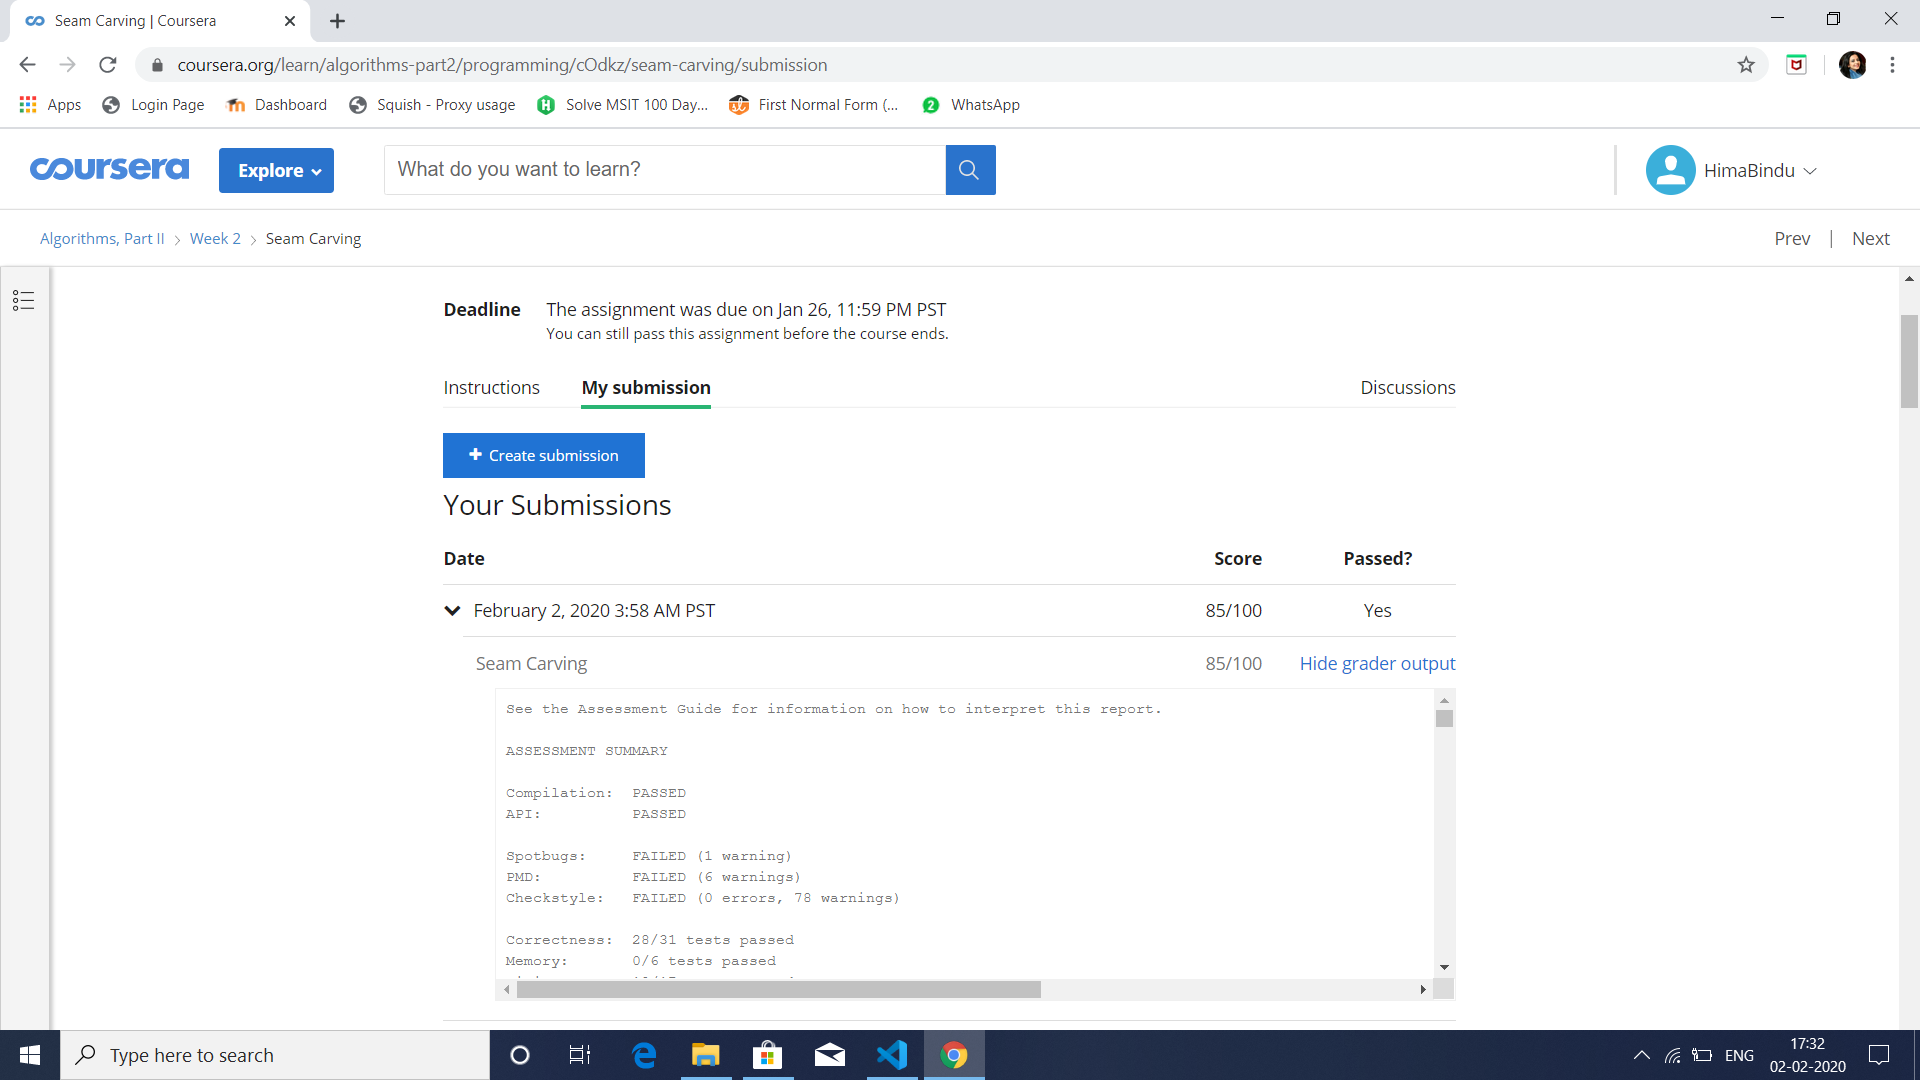 Seam Carving | Coursera
coursera.org/learn/algorithms-part2/programming/cOdkz/seam-carving/submission
Apps Login Page Dashboard Squish - Proxy usage Solve MSIT 100 Day... First Normal Form (... 2 WhatsApp
coursera Explore What do you want to learn? HimaBindu
Algorithms, Part II Week 2 Seam Carving Prev | Next
Deadline The assignment was due on Jan 26, 11:59 PM PST
You can still pass this assignment before the course ends.
Instructions My submission Discussions
+ Create submission
Your Submissions
Date Score Passed?
February 2, 2020 3:58 AM PST 85/100 Yes
Seam Carving 85/100 Hide grader output
See the Assessment Guide for information on how to interpret this report.
ASSESSMENT SUMMARY
Compilation: PASSED
API: PASSED
Spotbugs: FAILED (1 warning)
PMD: FAILED (6 warnings)
Checkstyle: FAILED (0 errors, 78 warnings)
Correctness: 28/31 tests passed
Memory: 0/6 tests passed
Type here to search ENG 17:32
02-02-2020